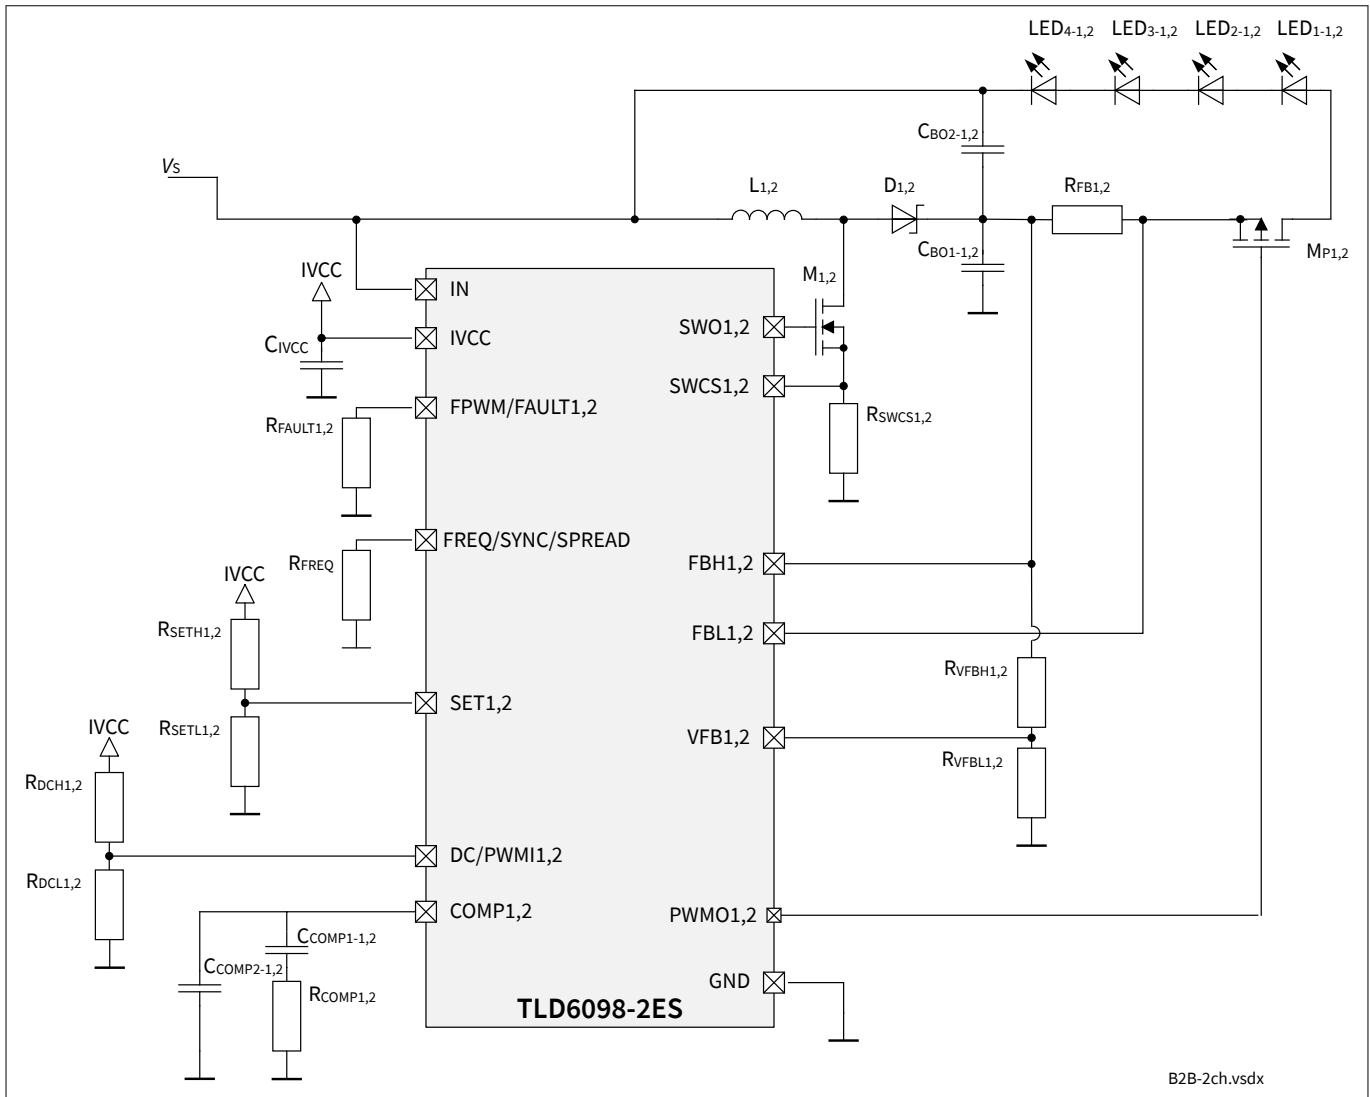 LED4-1,2 LED3-1,2 LED2-1,2 LED1-1,2
CBO2-1,2
VS
L1,2
D1,2
RFB1,2
CBO1-1,2
MP1,2
IVCC
M1,2
IN
SWO1,2
IVCC
CIVCC
SWCS1,2
FPWM/FAULT1,2
RSWCS1,2
RFAULT1,2
FREQ/SYNC/SPREAD
RFREQ
FBH1,2
IVCC
RSETH1,2
FBL1,2
RVFBH1,2
SET1,2
IVCC
RSETL1,2
VFB1,2
RVFBL1,2
RDCH1,2
DC/PWMI1,2
RDCL1,2
COMP1,2
PWMO1,2
CCOMP1-1,2
CCOMP2-1,2
GND
RCOMP1,2
TLD6098-2ES
B2B-2ch.vsdx